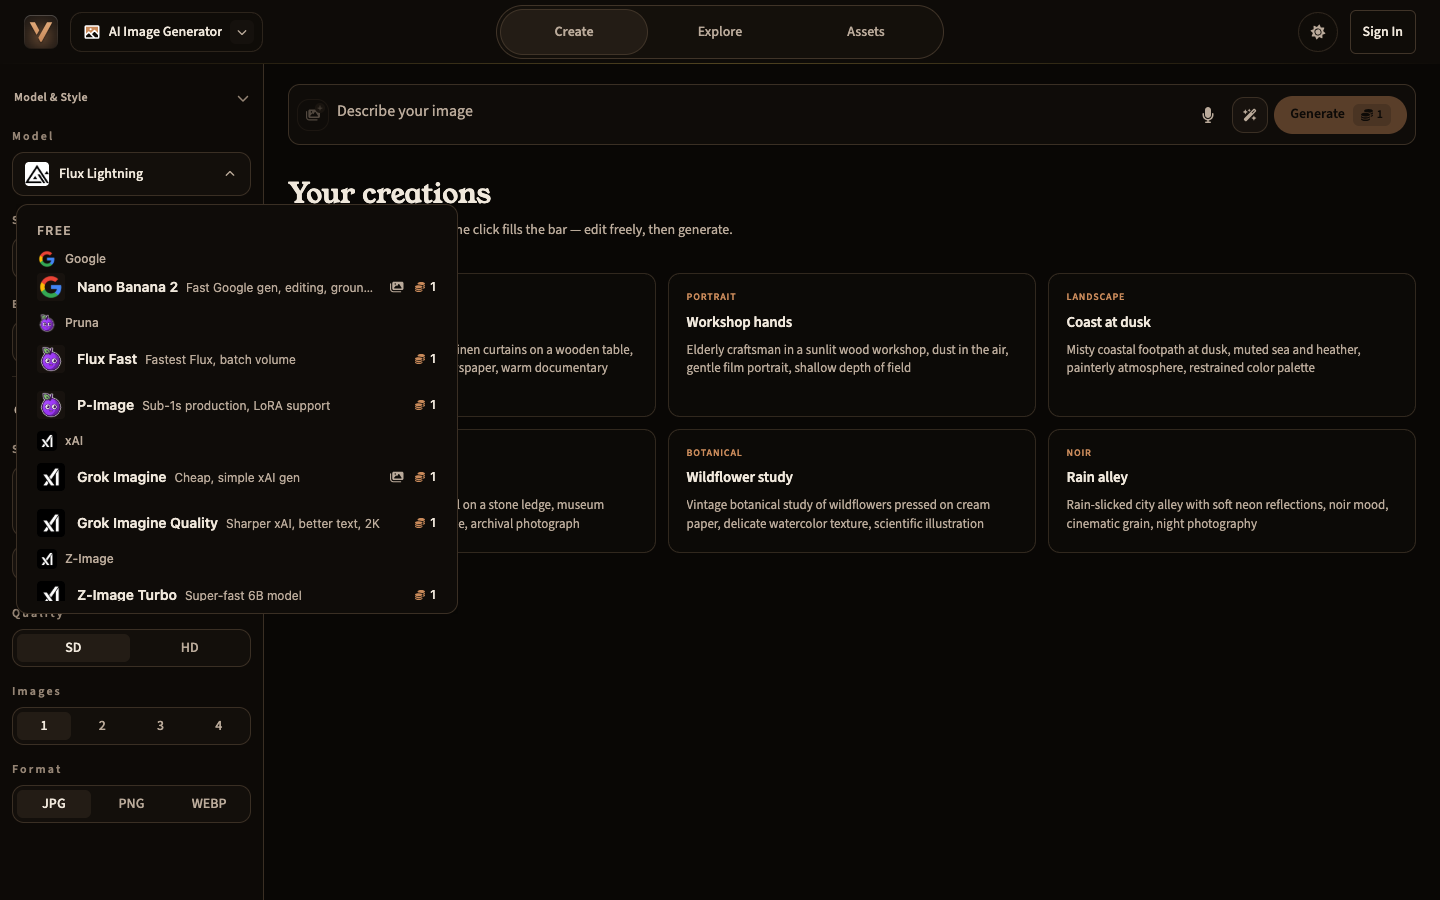 AI Image Generator
Create
Explore
Assets
Sign In
Model & Style
Model
Flux Lightning
FREE
Google
Nano Banana 2 Fast Google gen, editing, groun... 1
Pruna
Flux Fast Fastest Flux, batch volume 1
P-Image Sub-1s production, LoRA support 1
xAI
Grok Imagine Cheap, simple xAI gen 1
Grok Imagine Quality Sharper xAI, better text, 2K 1
Z-Image
Z-Image Turbo Super-fast 6B model 1
Quality
SD HD
Images
1 2 3 4
Format
JPG PNG WEBP
Describe your image
Generate 1
Your creations
click fills the bar — edit freely, then generate.
curtains on a wooden table,
warm documentary
PORTRAIT
Workshop hands
Elderly craftsman in a sunlit wood workshop, dust in the air,
gentle film portrait, shallow depth of field
LANDSCAPE
Coast at dusk
Misty coastal footpath at dusk, muted sea and heather,
painterly atmosphere, restrained color palette
on a stone ledge, museum
archival photograph
BOTANICAL
Wildflower study
Vintage botanical study of wildflowers pressed on cream
paper, delicate watercolor texture, scientific illustration
NOIR
Rain alley
Rain-slicked city alley with soft neon reflections, noir mood,
cinematic grain, night photography